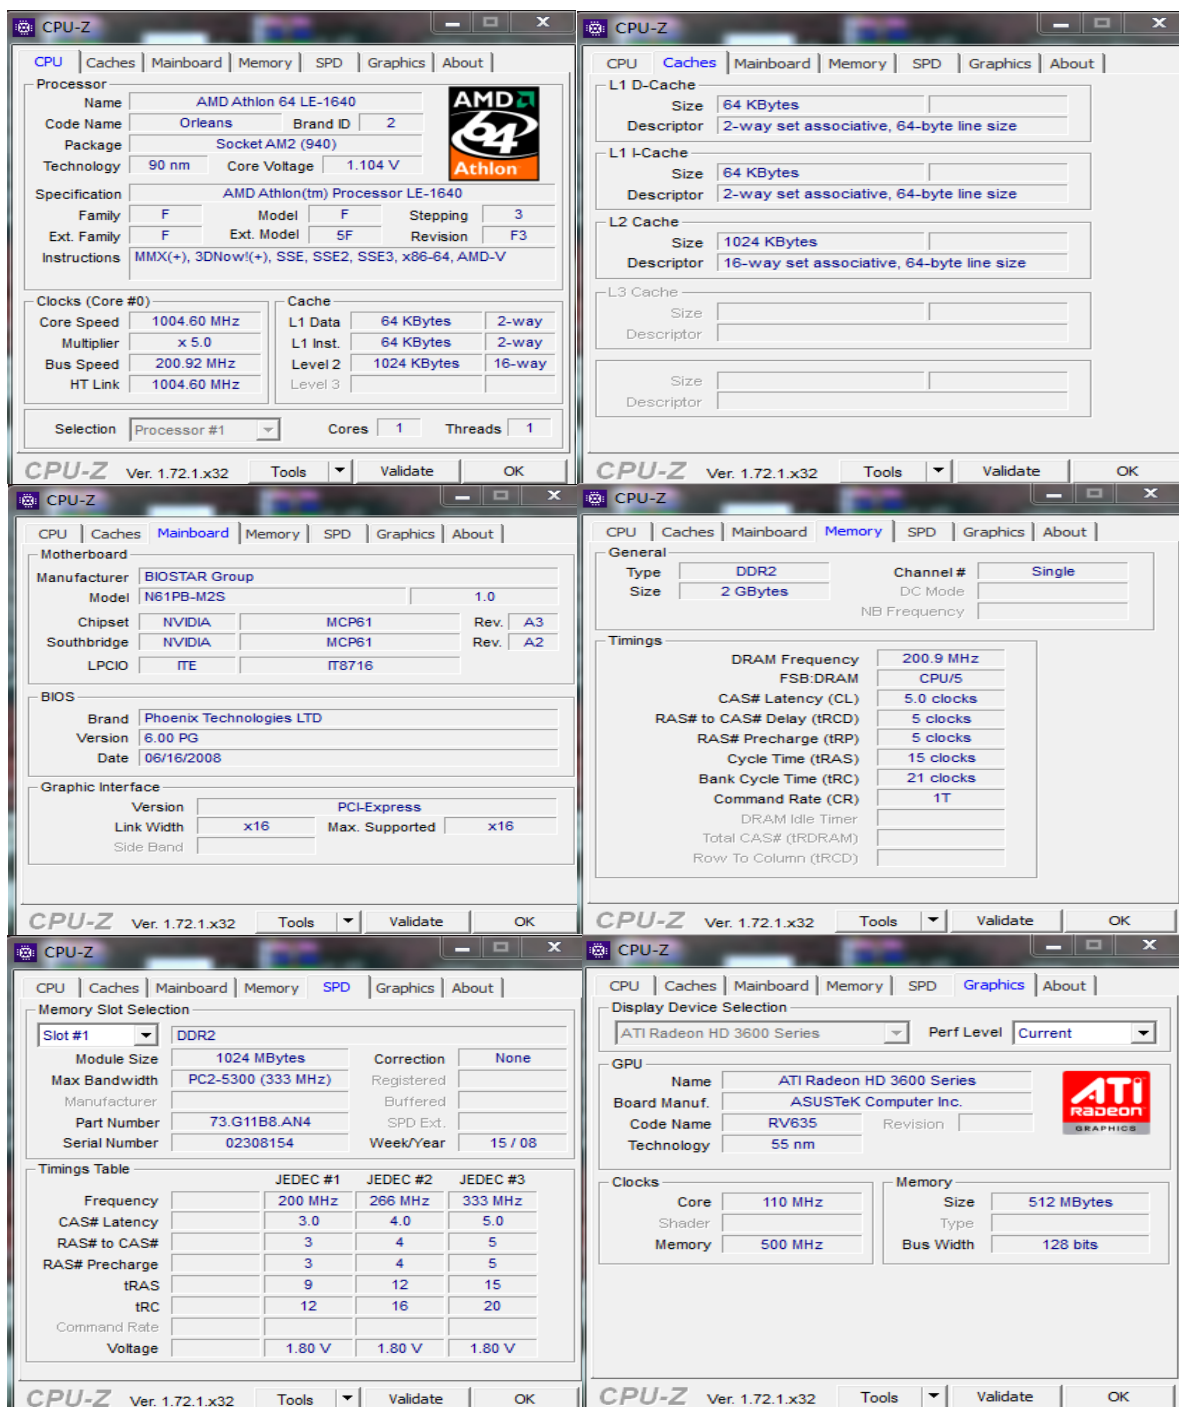 CPU-Z
CPU Caches Mainboard Memory SPD Graphics About
Processor
Name AMD Athlon 64 LE-1640
Code Name Orleans Brand ID 2
Package Socket AM2 (940)
Technology 90 nm Core Voltage 1.104 V
AMD 64 Athlon
Specification AMD Athlon(tm) Processor LE-1640
Family F Model F Stepping 3
Ext. Family F Ext. Model 5F Revision F3
Instructions MMX(+), 3DNow!(+), SSE, SSE2, SSE3, x86-64, AMD-V
Clocks (Core #0)
Core Speed 1004.60 MHz
Multiplier x 5.0
Bus Speed 200.92 MHz
HT Link 1004.60 MHz
Cache
L1 Data 64 KBytes 2-way
L1 Inst. 64 KBytes 2-way
Level 2 1024 KBytes 16-way
Level 3
Selection Processor #1 Cores 1 Threads 1
CPU-Z Ver. 1.72.1.x32 Tools Validate OK
CPU-Z
CPU Caches Mainboard Memory SPD Graphics About
L1 D-Cache
Size 64 KBytes
Descriptor 2-way set associative, 64-byte line size
L1 I-Cache
Size 64 KBytes
Descriptor 2-way set associative, 64-byte line size
L2 Cache
Size 1024 KBytes
Descriptor 16-way set associative, 64-byte line size
L3 Cache
Size
Descriptor
Size
Descriptor
CPU-Z Ver. 1.72.1.x32 Tools Validate OK
CPU-Z
CPU Caches Mainboard Memory SPD Graphics About
Motherboard
Manufacturer BIOSTAR Group
Model N61PB-M2S 1.0
Chipset NVIDIA MCP61 Rev. A3
Southbridge NVIDIA MCP61 Rev. A2
LPCIO ITE IT8716
BIOS
Brand Phoenix Technologies LTD
Version 6.00 PG
Date 06/16/2008
Graphic Interface
Version PCI-Express
Link Width x16 Max. Supported x16
Side Band
CPU-Z Ver. 1.72.1.x32 Tools Validate OK
CPU-Z
CPU Caches Mainboard Memory SPD Graphics About
General
Type DDR2 Channel # Single
Size 2 GBytes DC Mode
NB Frequency
Timings
DRAM Frequency 200.9 MHz
FSB:DRAM CPU/5
CAS# Latency (CL) 5.0 clocks
RAS# to CAS# Delay (tRCD) 5 clocks
RAS# Precharge (tRP) 5 clocks
Cycle Time (tRAS) 15 clocks
Bank Cycle Time (tRC) 21 clocks
Command Rate (CR) 1T
DRAM Idle Timer
Total CAS# (tRDRAM)
Row To Column (tRCD)
CPU-Z Ver. 1.72.1.x32 Tools Validate OK
CPU-Z
CPU Caches Mainboard Memory SPD Graphics About
Memory Slot Selection
Slot #1 DDR2
Module Size 1024 MBytes Correction None
Max Bandwidth PC2-5300 (333 MHz) Registered
Manufacturer Buffered
Part Number 73.G11B8.AN4 SPD Ext.
Serial Number 02308154 Week/Year 15 / 08
Timings Table
JEDEC #1 JEDEC #2 JEDEC #3
Frequency 200 MHz 266 MHz 333 MHz
CAS# Latency 3.0 4.0 5.0
RAS# to CAS# 3 4 5
RAS# Precharge 3 4 5
tRAS 9 12 15
tRC 12 16 20
Command Rate
Voltage 1.80 V 1.80 V 1.80 V
CPU-Z Ver. 1.72.1.x32 Tools Validate OK
CPU-Z
CPU Caches Mainboard Memory SPD Graphics About
Display Device Selection
ATI Radeon HD 3600 Series Perf Level Current
GPU
Name ATI Radeon HD 3600 Series
Board Manuf. ASUSTeK Computer Inc.
Code Name RV635 Revision
Technology 55 nm
ATI RADEON GRAPHICS
Clocks
Core 110 MHz
Shader
Memory 500 MHz
Memory
Size 512 MBytes
Type
Bus Width 128 bits
CPU-Z Ver. 1.72.1.x32 Tools Validate OK